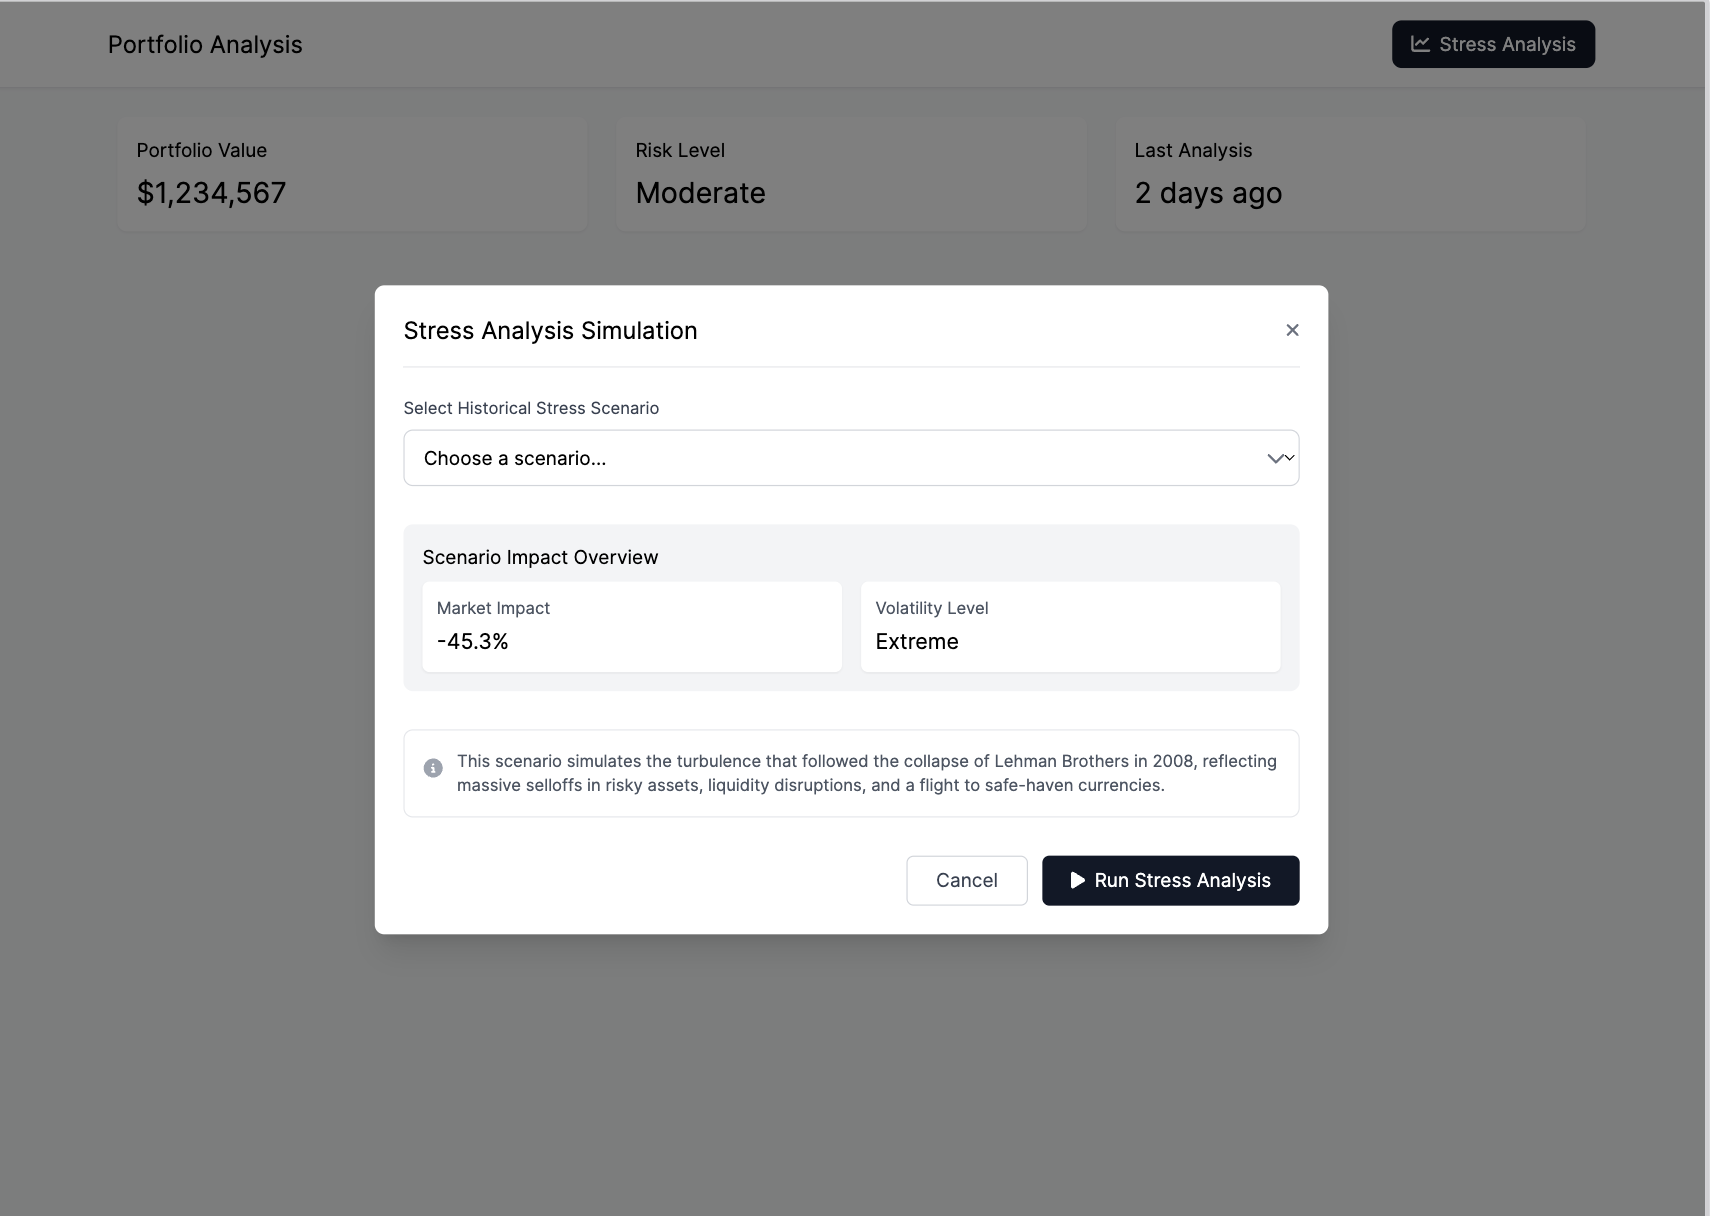 Portfolio Analysis
Stress Analysis
Portfolio Value
$1,234,567
Risk Level
Moderate
Last Analysis
2 days ago
Stress Analysis Simulation
Select Historical Stress Scenario
Choose a scenario...
Scenario Impact Overview
Market Impact
-45.3%
Volatility Level
Extreme
This scenario simulates the turbulence that followed the collapse of Lehman Brothers in 2008, reflecting
massive selloffs in risky assets, liquidity disruptions, and a flight to safe-haven currencies.
Cancel
Run Stress Analysis